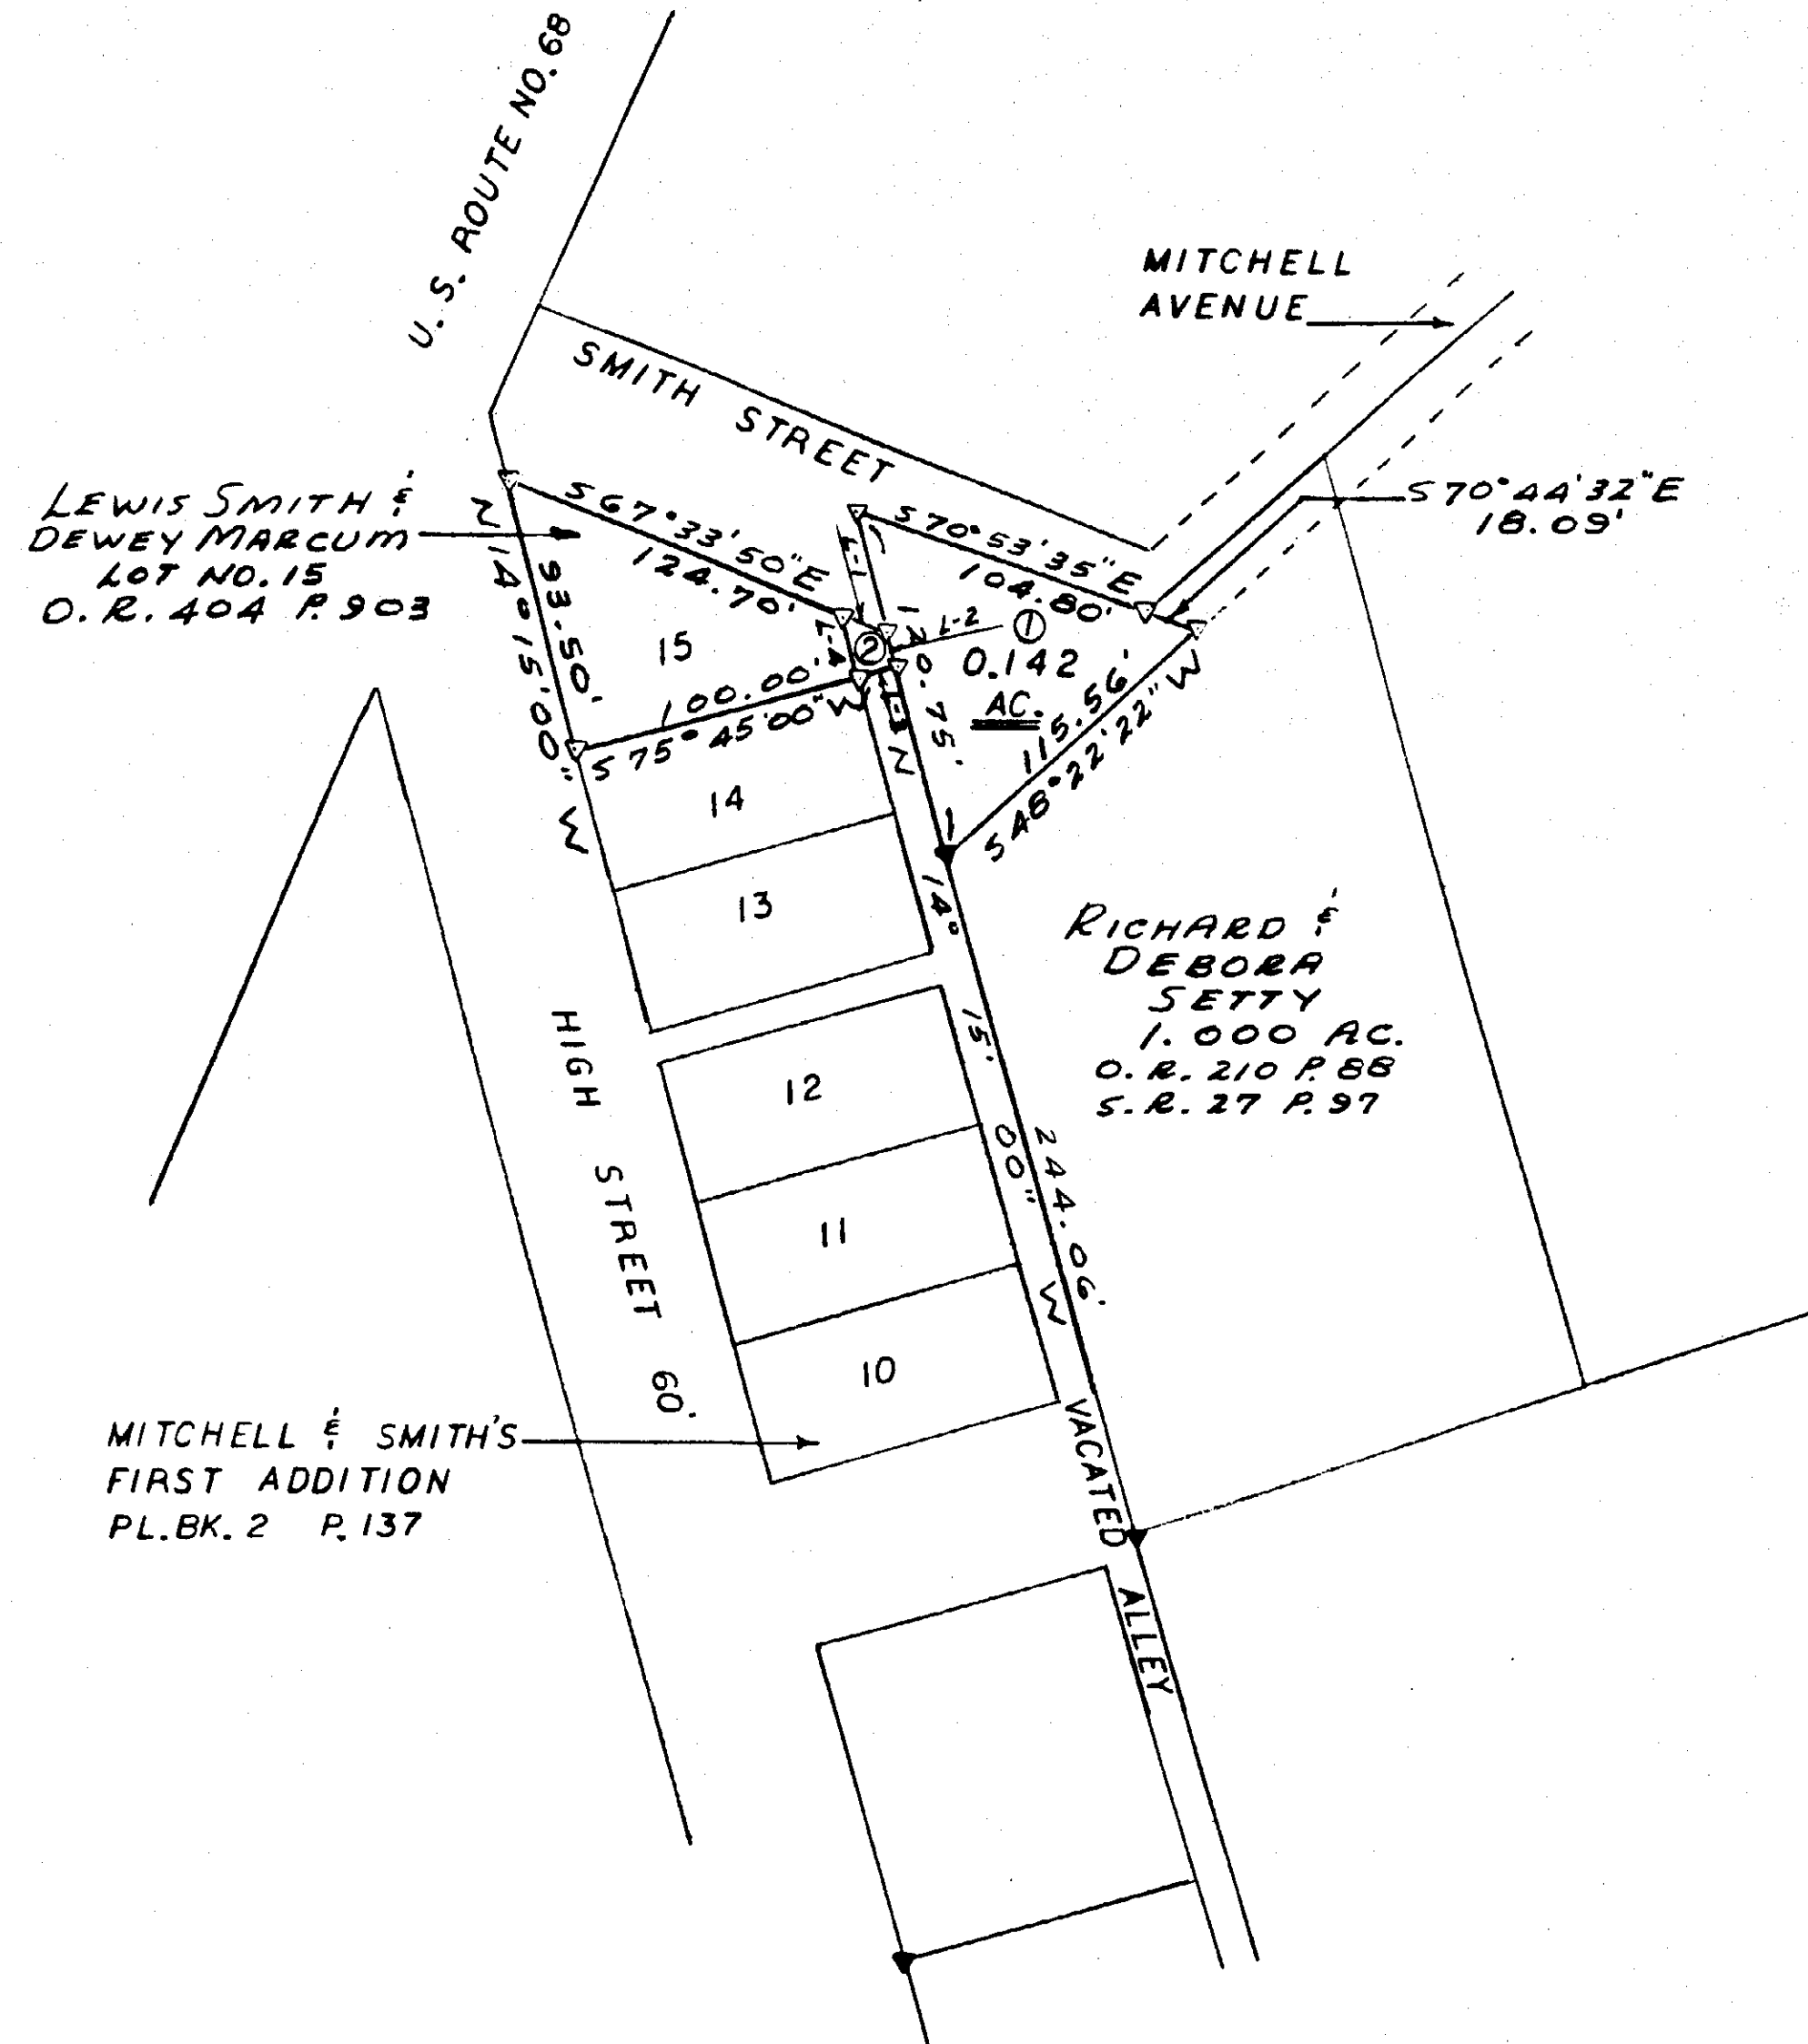 U.S. ROUTE NO. 68
MITCHELL
AVENUE
SMITH STREET
LEWIS SMITH &
DEWEY MARCUM
LOT NO. 15
O.R. 404 P. 903
S 67°33'50"E
124.70'
S 70°53'35"E
104.80'
S 70°44'32"E
18.09'
N 14°15'00" W
93.50'
L-1
L-2
L-4
L-3
1
2
0.142
AC.
120.75'
15
100.00'
S 75°45'00"W
115.56'
S 48°22'22" W
14
13
N 14° 15' 00" W
244.06'
RICHARD &
DEBORA
SETTY
1.000 AC.
O.R. 210 P. 88
S.R. 27 P. 97
HIGH STREET 60'
12
11
10
MITCHELL & SMITH'S
FIRST ADDITION
PL.BK. 2 P. 137
VACATED ALLEY